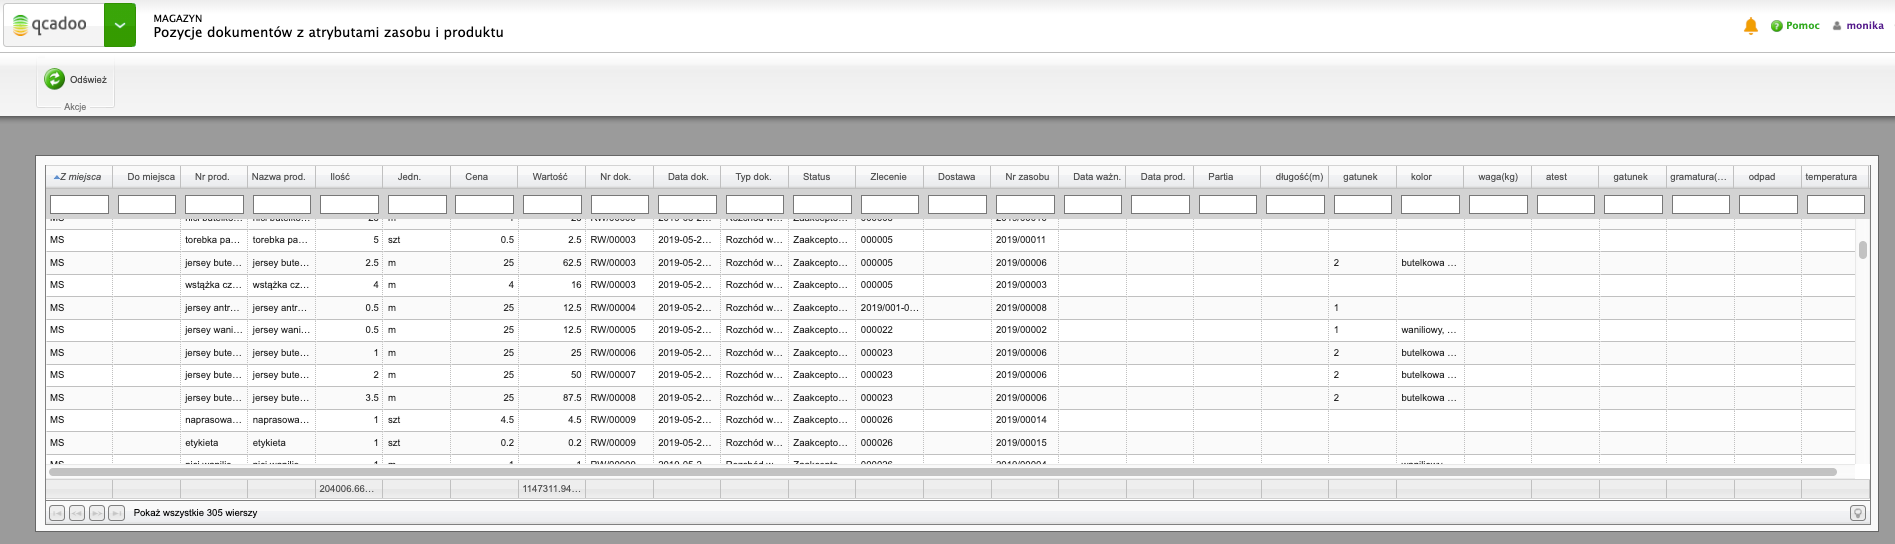 qcadoo
MAGAZYN
Pozycje dokumentów z atrybutami zasobu i produktu
Pomoc monika
Odśwież
Akcje
Z miejsca Do miejsca Nr prod. Nazwa prod. Ilość Jedn. Cena Wartość Nr dok. Data dok. Typ dok. Status Zlecenie Dostawa Nr zasobu Data ważn. Data prod. Partia długość(m) gatunek kolor waga(kg) atest gatunek gramatura(... odpad temperatura
MS torebka pa... torebka pa... 5 szt 0.5 2.5 RW/00003 2019-05-2... Rozchód w... Zaakcepto... 000005 2019/00011
MS jersey bute... jersey bute... 2.5 m 25 62.5 RW/00003 2019-05-2... Rozchód w... Zaakcepto... 000005 2019/00006 2 butelkowa ...
MS wstążka cz... wstążka cz... 4 m 4 16 RW/00003 2019-05-2... Rozchód w... Zaakcepto... 000005 2019/00003
MS jersey antr... jersey antr... 0.5 m 25 12.5 RW/00004 2019-05-2... Rozchód w... Zaakcepto... 2019/001-0... 2019/00008 1
MS jersey wani... jersey wani... 0.5 m 25 12.5 RW/00005 2019-05-2... Rozchód w... Zaakcepto... 000022 2019/00002 1 waniliowy, ...
MS jersey bute... jersey bute... 1 m 25 25 RW/00006 2019-05-2... Rozchód w... Zaakcepto... 000023 2019/00006 2 butelkowa ...
MS jersey bute... jersey bute... 2 m 25 50 RW/00007 2019-05-2... Rozchód w... Zaakcepto... 000023 2019/00006 2 butelkowa ...
MS jersey bute... jersey bute... 3.5 m 25 87.5 RW/00008 2019-05-2... Rozchód w... Zaakcepto... 000023 2019/00006 2 butelkowa ...
MS naprasowa... naprasowa... 1 szt 4.5 4.5 RW/00009 2019-05-2... Rozchód w... Zaakcepto... 000026 2019/00014
MS etykieta etykieta 1 szt 0.2 0.2 RW/00009 2019-05-2... Rozchód w... Zaakcepto... 000026 2019/00015
204006.66... 1147311.94...
Pokaż wszystkie 305 wierszy